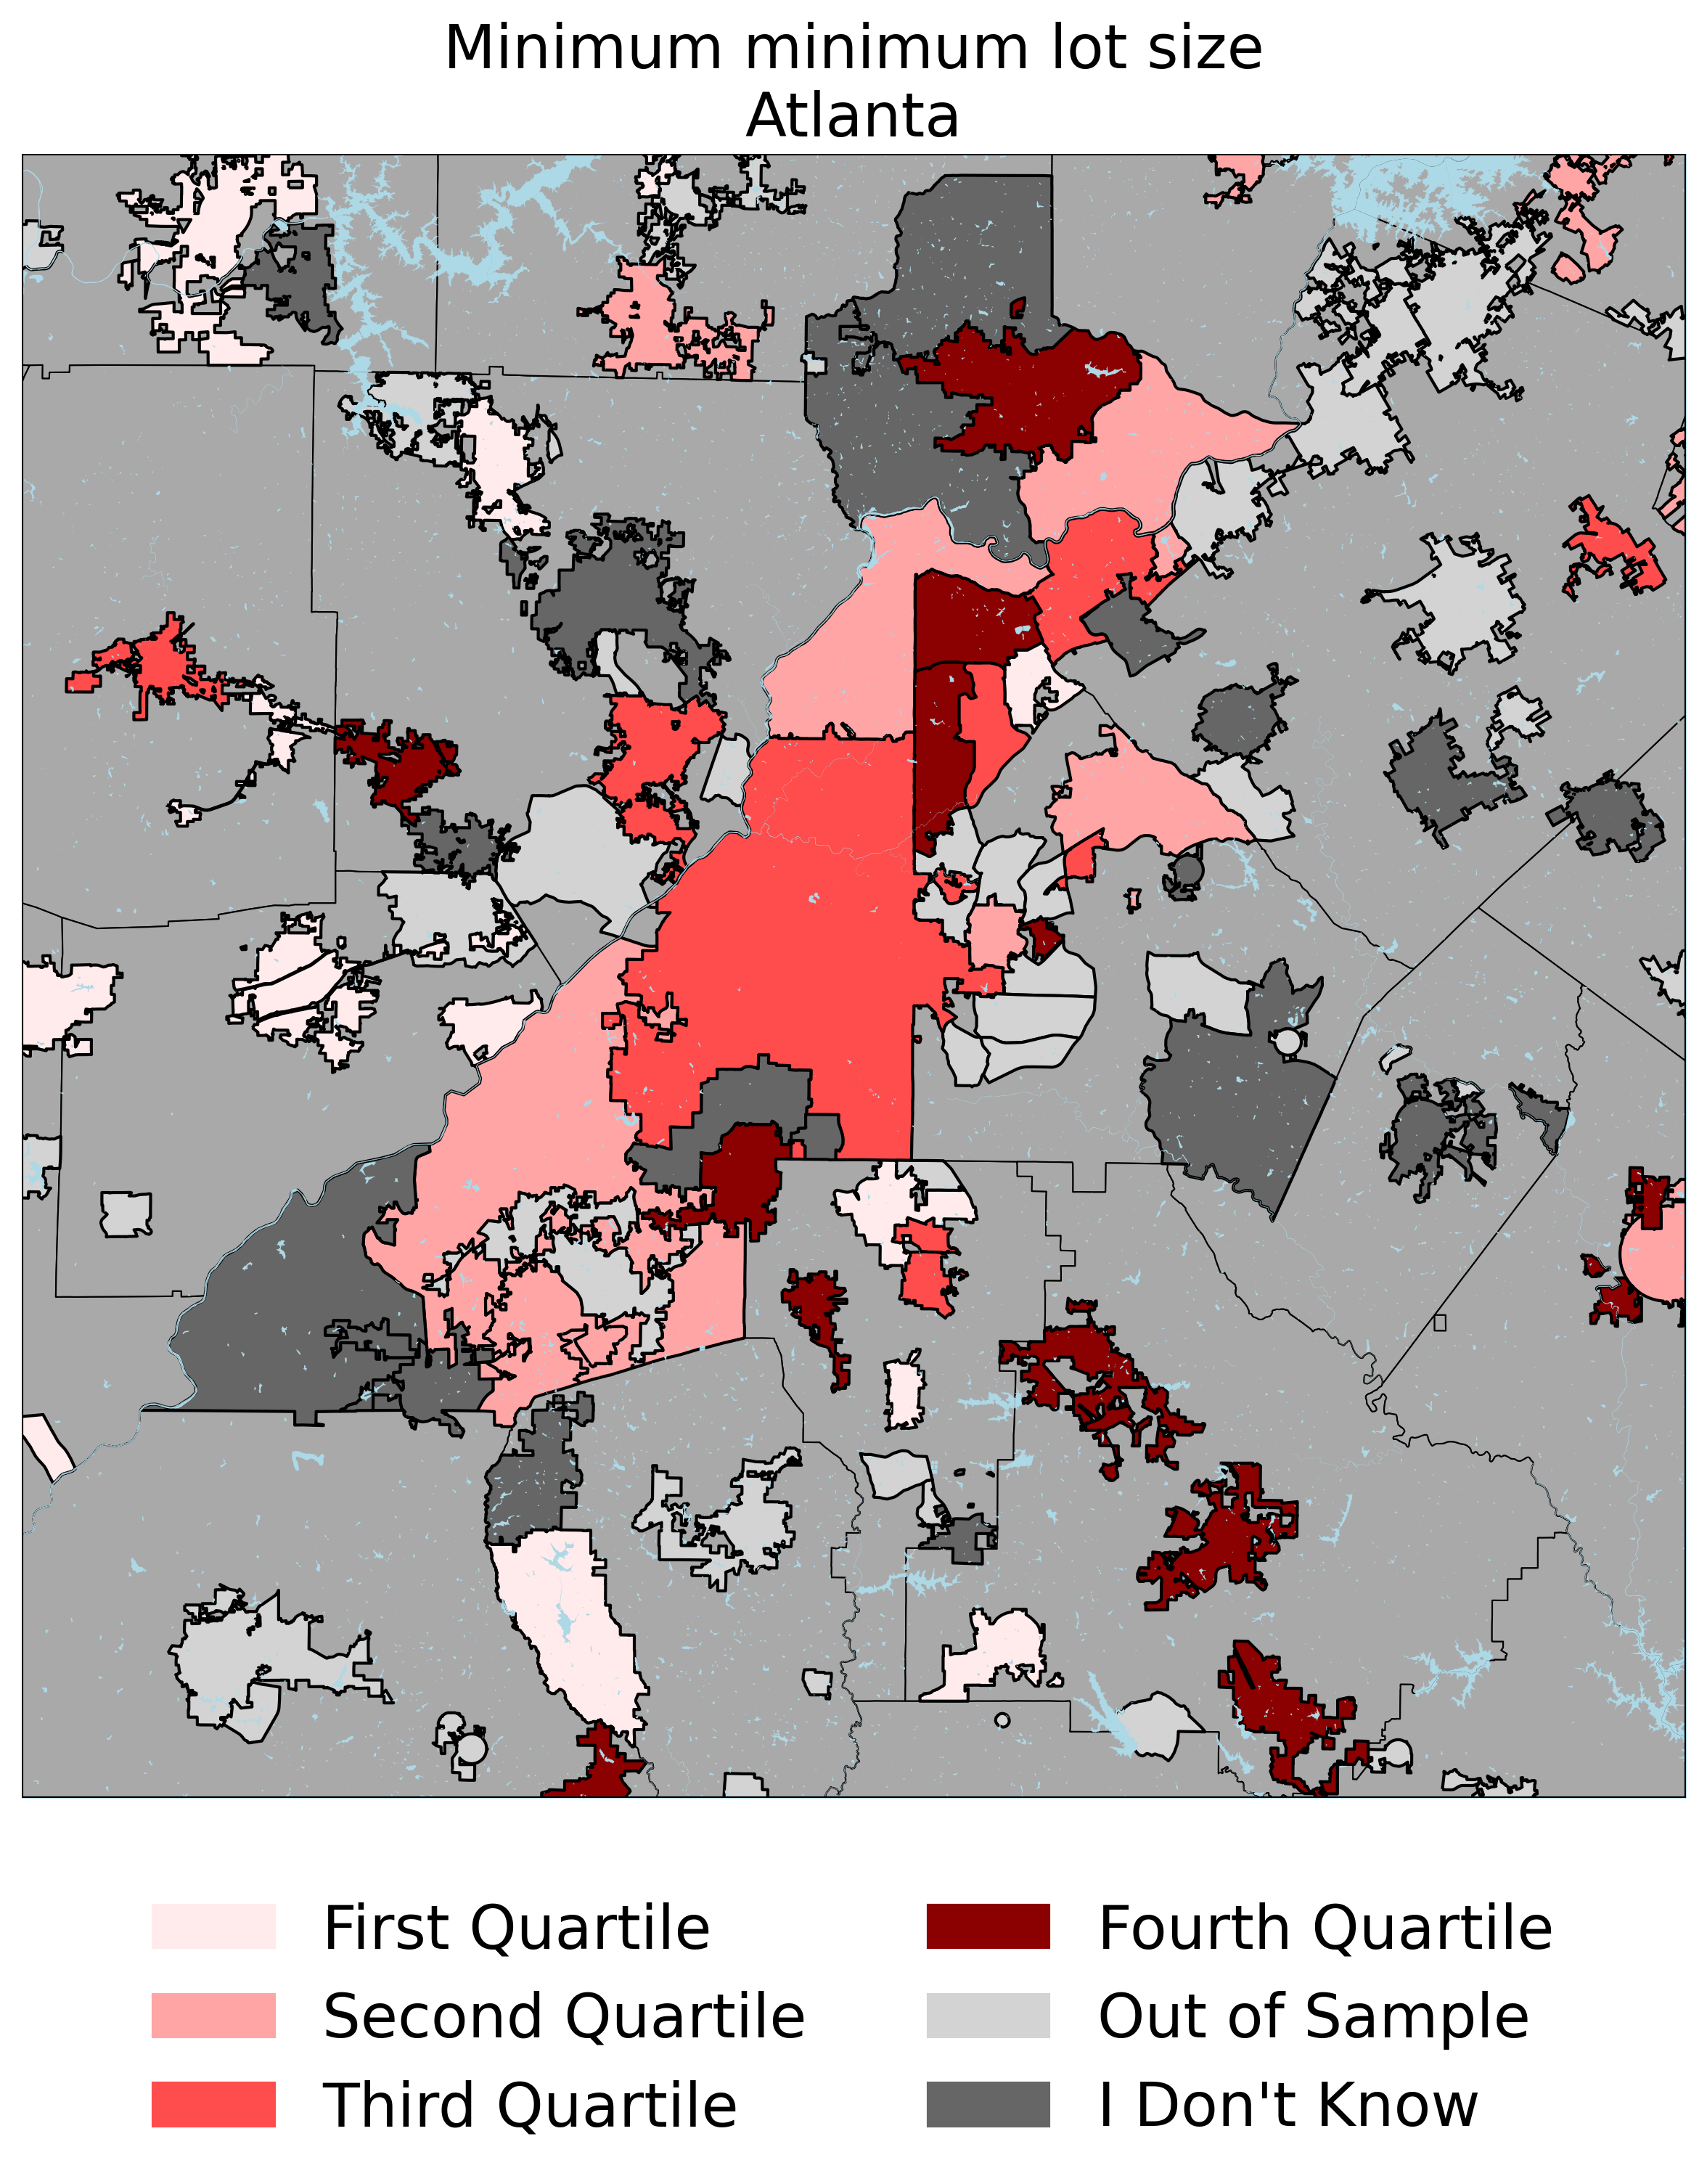 Minimum minimum lot size
Atlanta
First Quartile
Second Quartile
Third Quartile
Fourth Quartile
Out of Sample
I Don't Know